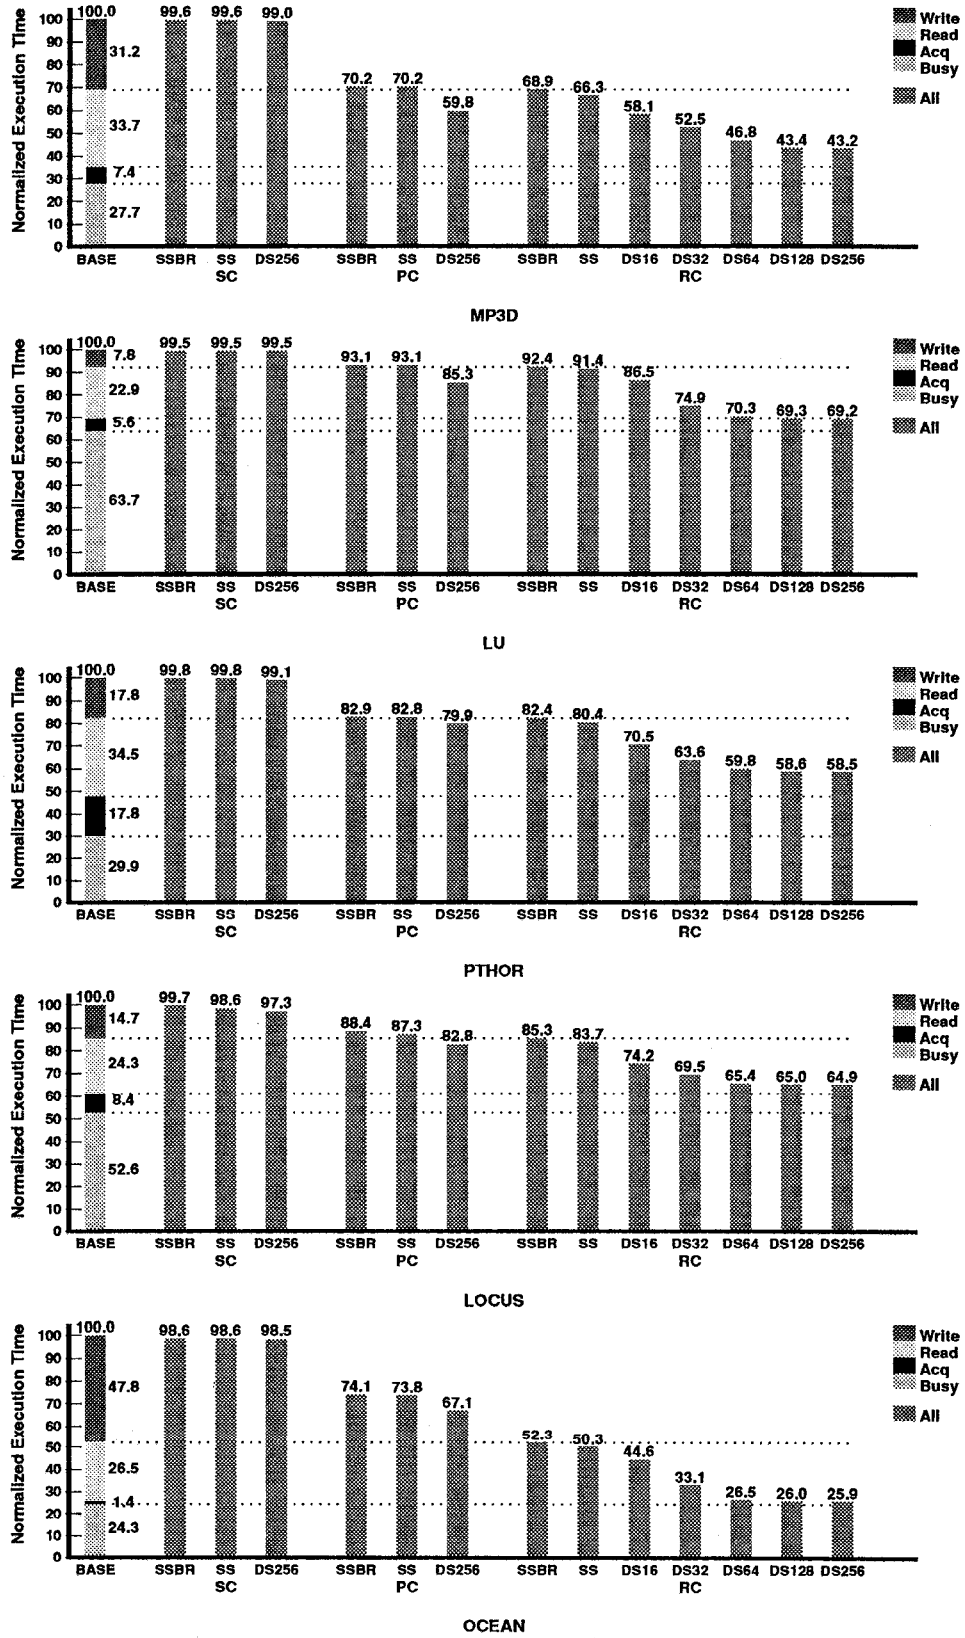 Normalized Execution Time
100
90
80
70
60
50
40
30
20
10
0
100.0 99.6 99.6 99.0
31.2
70.2 70.2 59.8 68.9 66.3 58.1 52.5 46.8 43.4 43.2
33.7
7.4
27.7
Write
Read
Acq
Busy
All
BASE SSBR SS DS256 SSBR SS DS256 SSBR SS DS16 DS32 DS64 DS128 DS256
SC PC RC
MP3D
Normalized Execution Time
100
90
80
70
60
50
40
30
20
10
0
100.0 99.5 99.5 99.5 93.1 93.1 85.3 92.4 91.4 86.5 74.9 70.3 69.3 69.2
7.8
22.9
5.6
63.7
Write
Read
Acq
Busy
All
BASE SSBR SS DS256 SSBR SS DS256 SSBR SS DS16 DS32 DS64 DS128 DS256
SC PC RC
LU
Normalized Execution Time
100
90
80
70
60
50
40
30
20
10
0
100.0 99.8 99.8 99.1 82.9 82.8 79.9 82.4 80.4 70.5 63.6 59.8 58.6 58.5
17.8
34.5
17.8
29.9
Write
Read
Acq
Busy
All
BASE SSBR SS DS256 SSBR SS DS256 SSBR SS DS16 DS32 DS64 DS128 DS256
SC PC RC
PTHOR
Normalized Execution Time
100
90
80
70
60
50
40
30
20
10
0
100.0 99.7 98.6 97.3 88.4 87.3 82.8 85.3 83.7 74.2 69.5 65.4 65.0 64.9
14.7
24.3
8.4
52.6
Write
Read
Acq
Busy
All
BASE SSBR SS DS256 SSBR SS DS256 SSBR SS DS16 DS32 DS64 DS128 DS256
SC PC RC
LOCUS
Normalized Execution Time
100
90
80
70
60
50
40
30
20
10
0
100.0 98.6 98.6 98.5 74.1 73.8 67.1 52.3 50.3 44.6 33.1 26.5 26.0 25.9
47.8
26.5
1.4
24.3
Write
Read
Acq
Busy
All
BASE SSBR SS DS256 SSBR SS DS256 SSBR SS DS16 DS32 DS64 DS128 DS256
SC PC RC
OCEAN